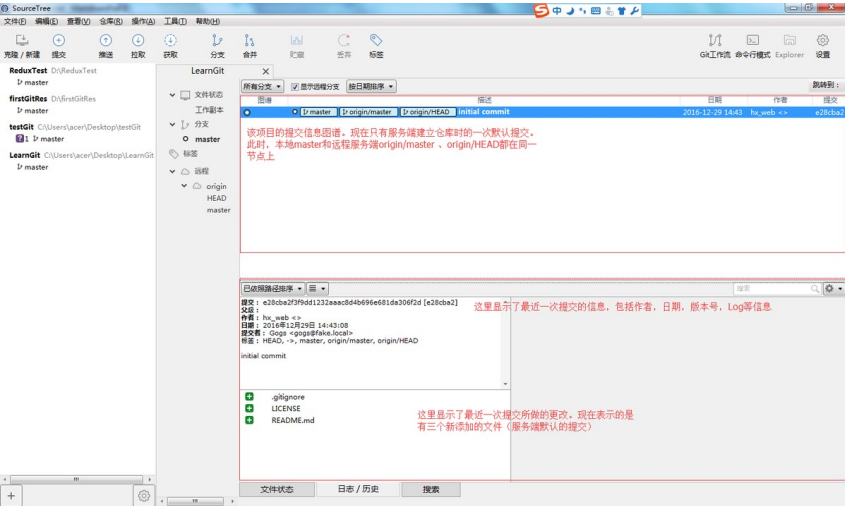 SourceTree
文件(F) 编辑(E) 查看(V) 仓库(R) 操作(A) 工具(T) 帮助(H)
克隆 / 新建 提交 推送 拉取 获取 分支 合并 贮藏 丢弃 标签 Git工作流 命令行模式 Explorer 设置
ReduxTest D:\ReduxTest
master
firstGitRes D:\firstGitRes
master
testGit C:\Users\acer\Desktop\testGit
1 master
LearnGit C:\Users\acer\Desktop\LearnGit
master
LearnGit
文件状态
工作副本
分支
master
标签
远程
origin
HEAD
master
所有分支 显示远程分支 按日期排序 跳转到：
图谱 描述 日期 作者 提交
master origin/master origin/HEAD initial commit 2016-12-29 14:43 hx_web <> e28cba2
该项目的提交信息图谱。现在只有服务端建立仓库时的一次默认提交。
此时，本地master和远程服务端origin/master 、origin/HEAD都在同一
节点上
已依照路径排序 搜索
提交： e28cba2f3f9dd1232aaac8d4b696e681da306f2d [e28cba2]
父级：
作者： hx_web <>
日期： 2016年12月29日 14:43:08
提交者： Gogs <gogs@fake.local>
标签： HEAD, ->, master, origin/master, origin/HEAD
initial commit
这里显示了最近一次提交的信息，包括作者，日期，版本号，Log等信息
.gitignore
LICENSE
README.md
这里显示了最近一次提交所做的更改。现在表示的是
有三个新添加的文件（服务端默认的提交）
文件状态 日志 / 历史 搜索